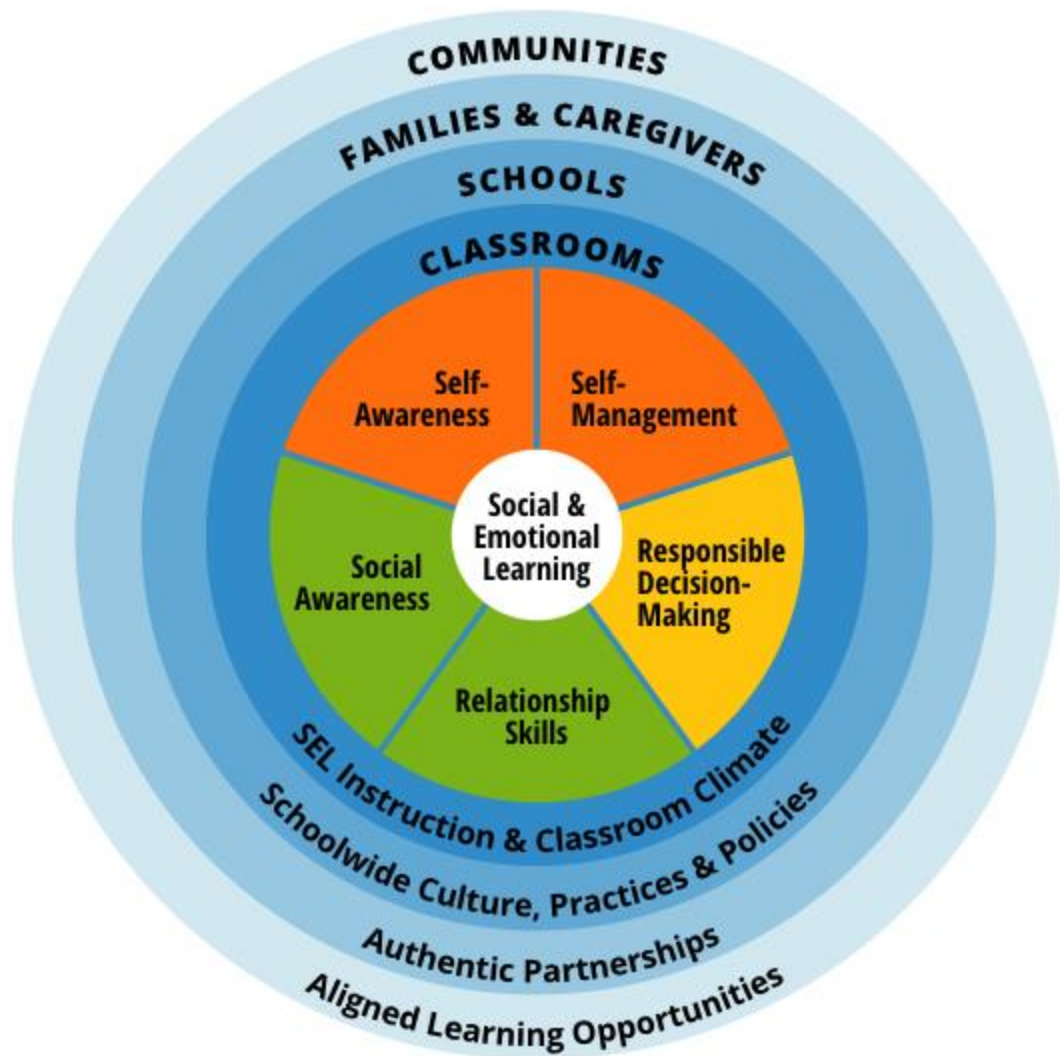 COMMUNITIES
FAMILIES & CAREGIVERS
SCHOOLS
CLASSROOMS
Self-
Awareness
Self-
Management
Social &
Emotional
Learning
Social
Awareness
Responsible
Decision-
Making
Relationship
Skills
SEL Instruction & Classroom Climate
Schoolwide Culture, Practices & Policies
Authentic Partnerships
Aligned Learning Opportunities